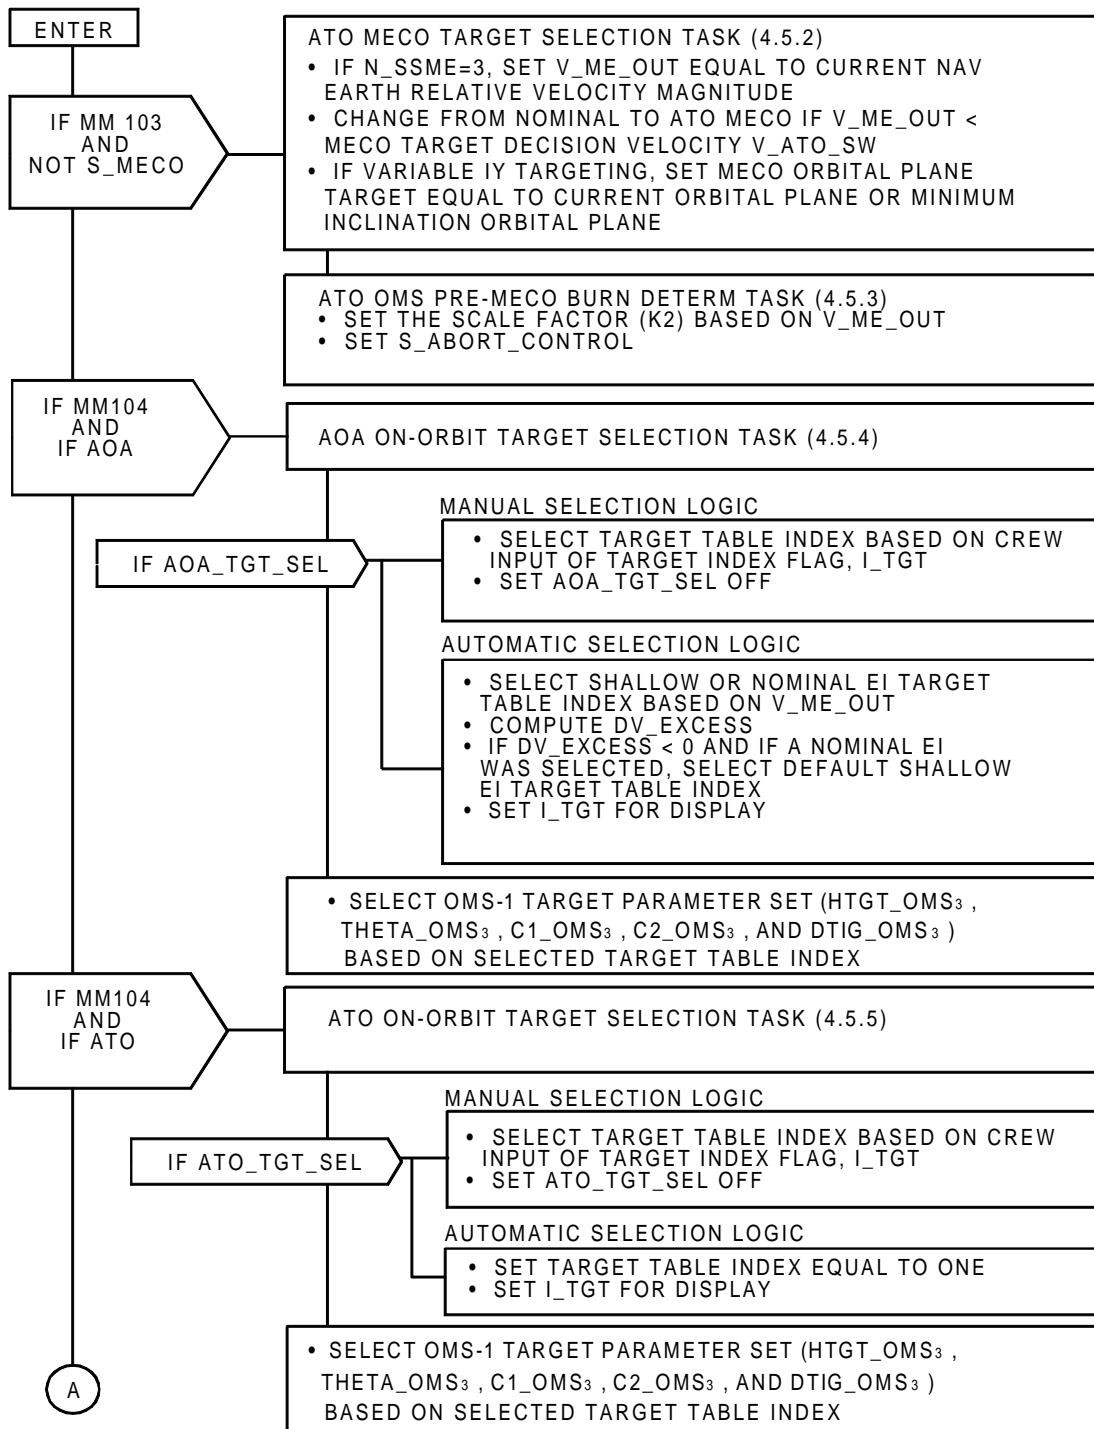 ENTER
IF MM 103
AND
NOT S_MECO
ATO MECO TARGET SELECTION TASK (4.5.2)
• IF N_SSME=3, SET V_ME_OUT EQUAL TO CURRENT NAV
EARTH RELATIVE VELOCITY MAGNITUDE
• CHANGE FROM NOMINAL TO ATO MECO IF V_ME_OUT <
MECO TARGET DECISION VELOCITY V_ATO_SW
• IF VARIABLE IY TARGETING, SET MECO ORBITAL PLANE
TARGET EQUAL TO CURRENT ORBITAL PLANE OR MINIMUM
INCLINATION ORBITAL PLANE
ATO OMS PRE-MECO BURN DETERM TASK (4.5.3)
• SET THE SCALE FACTOR (K2) BASED ON V_ME_OUT
• SET S_ABORT_CONTROL
IF MM104
AND
IF AOA
AOA ON-ORBIT TARGET SELECTION TASK (4.5.4)
IF AOA_TGT_SEL
MANUAL SELECTION LOGIC
• SELECT TARGET TABLE INDEX BASED ON CREW
INPUT OF TARGET INDEX FLAG, I_TGT
• SET AOA_TGT_SEL OFF
AUTOMATIC SELECTION LOGIC
• SELECT SHALLOW OR NOMINAL EI TARGET
TABLE INDEX BASED ON V_ME_OUT
• COMPUTE DV_EXCESS
• IF DV_EXCESS < 0 AND IF A NOMINAL EI
WAS SELECTED, SELECT DEFAULT SHALLOW
EI TARGET TABLE INDEX
• SET I_TGT FOR DISPLAY
• SELECT OMS-1 TARGET PARAMETER SET (HTGT_OMS₃ ,
THETA_OMS₃ , C1_OMS₃ , C2_OMS₃ , AND DTIG_OMS₃ )
BASED ON SELECTED TARGET TABLE INDEX
IF MM104
AND
IF ATO
ATO ON-ORBIT TARGET SELECTION TASK (4.5.5)
IF ATO_TGT_SEL
MANUAL SELECTION LOGIC
• SELECT TARGET TABLE INDEX BASED ON CREW
INPUT OF TARGET INDEX FLAG, I_TGT
• SET ATO_TGT_SEL OFF
AUTOMATIC SELECTION LOGIC
• SET TARGET TABLE INDEX EQUAL TO ONE
• SET I_TGT FOR DISPLAY
• SELECT OMS-1 TARGET PARAMETER SET (HTGT_OMS₃ ,
THETA_OMS₃ , C1_OMS₃ , C2_OMS₃ , AND DTIG_OMS₃ )
BASED ON SELECTED TARGET TABLE INDEX
A